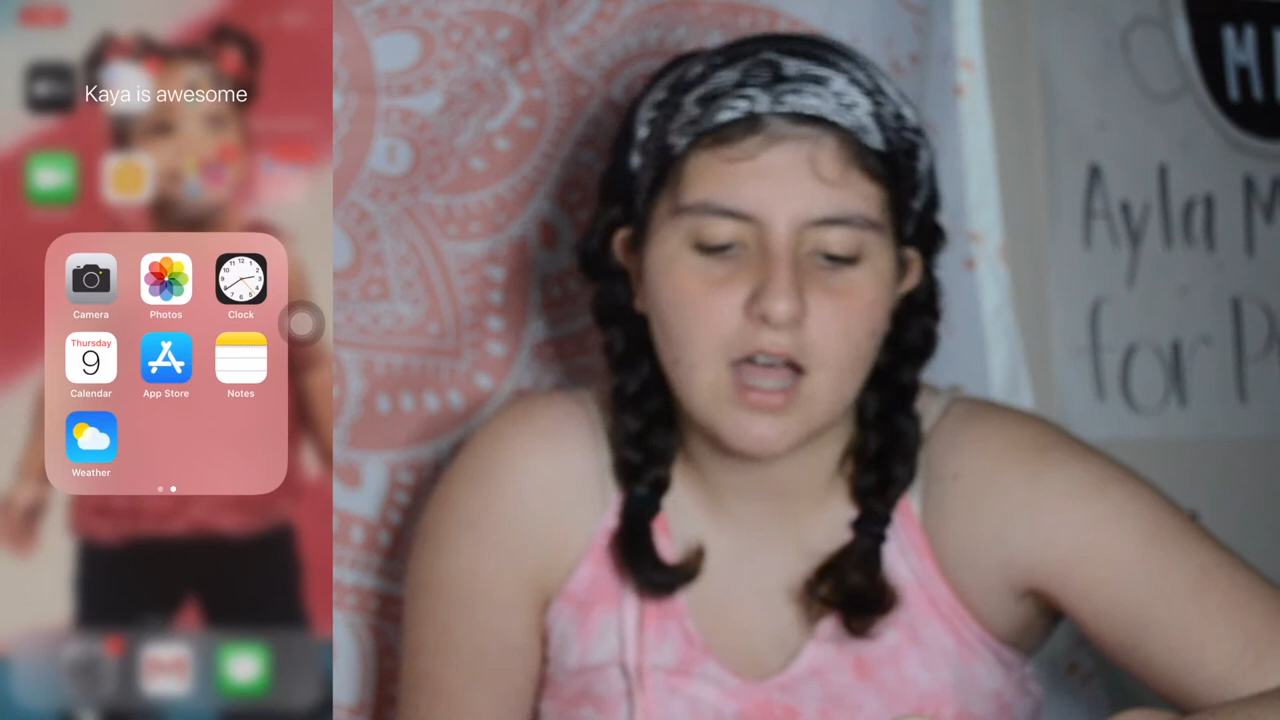 Kaya is awesome
Camera
Photos
Clock
Thursday
9
Calendar
App Store
Notes
Weather
Ayla M
for P